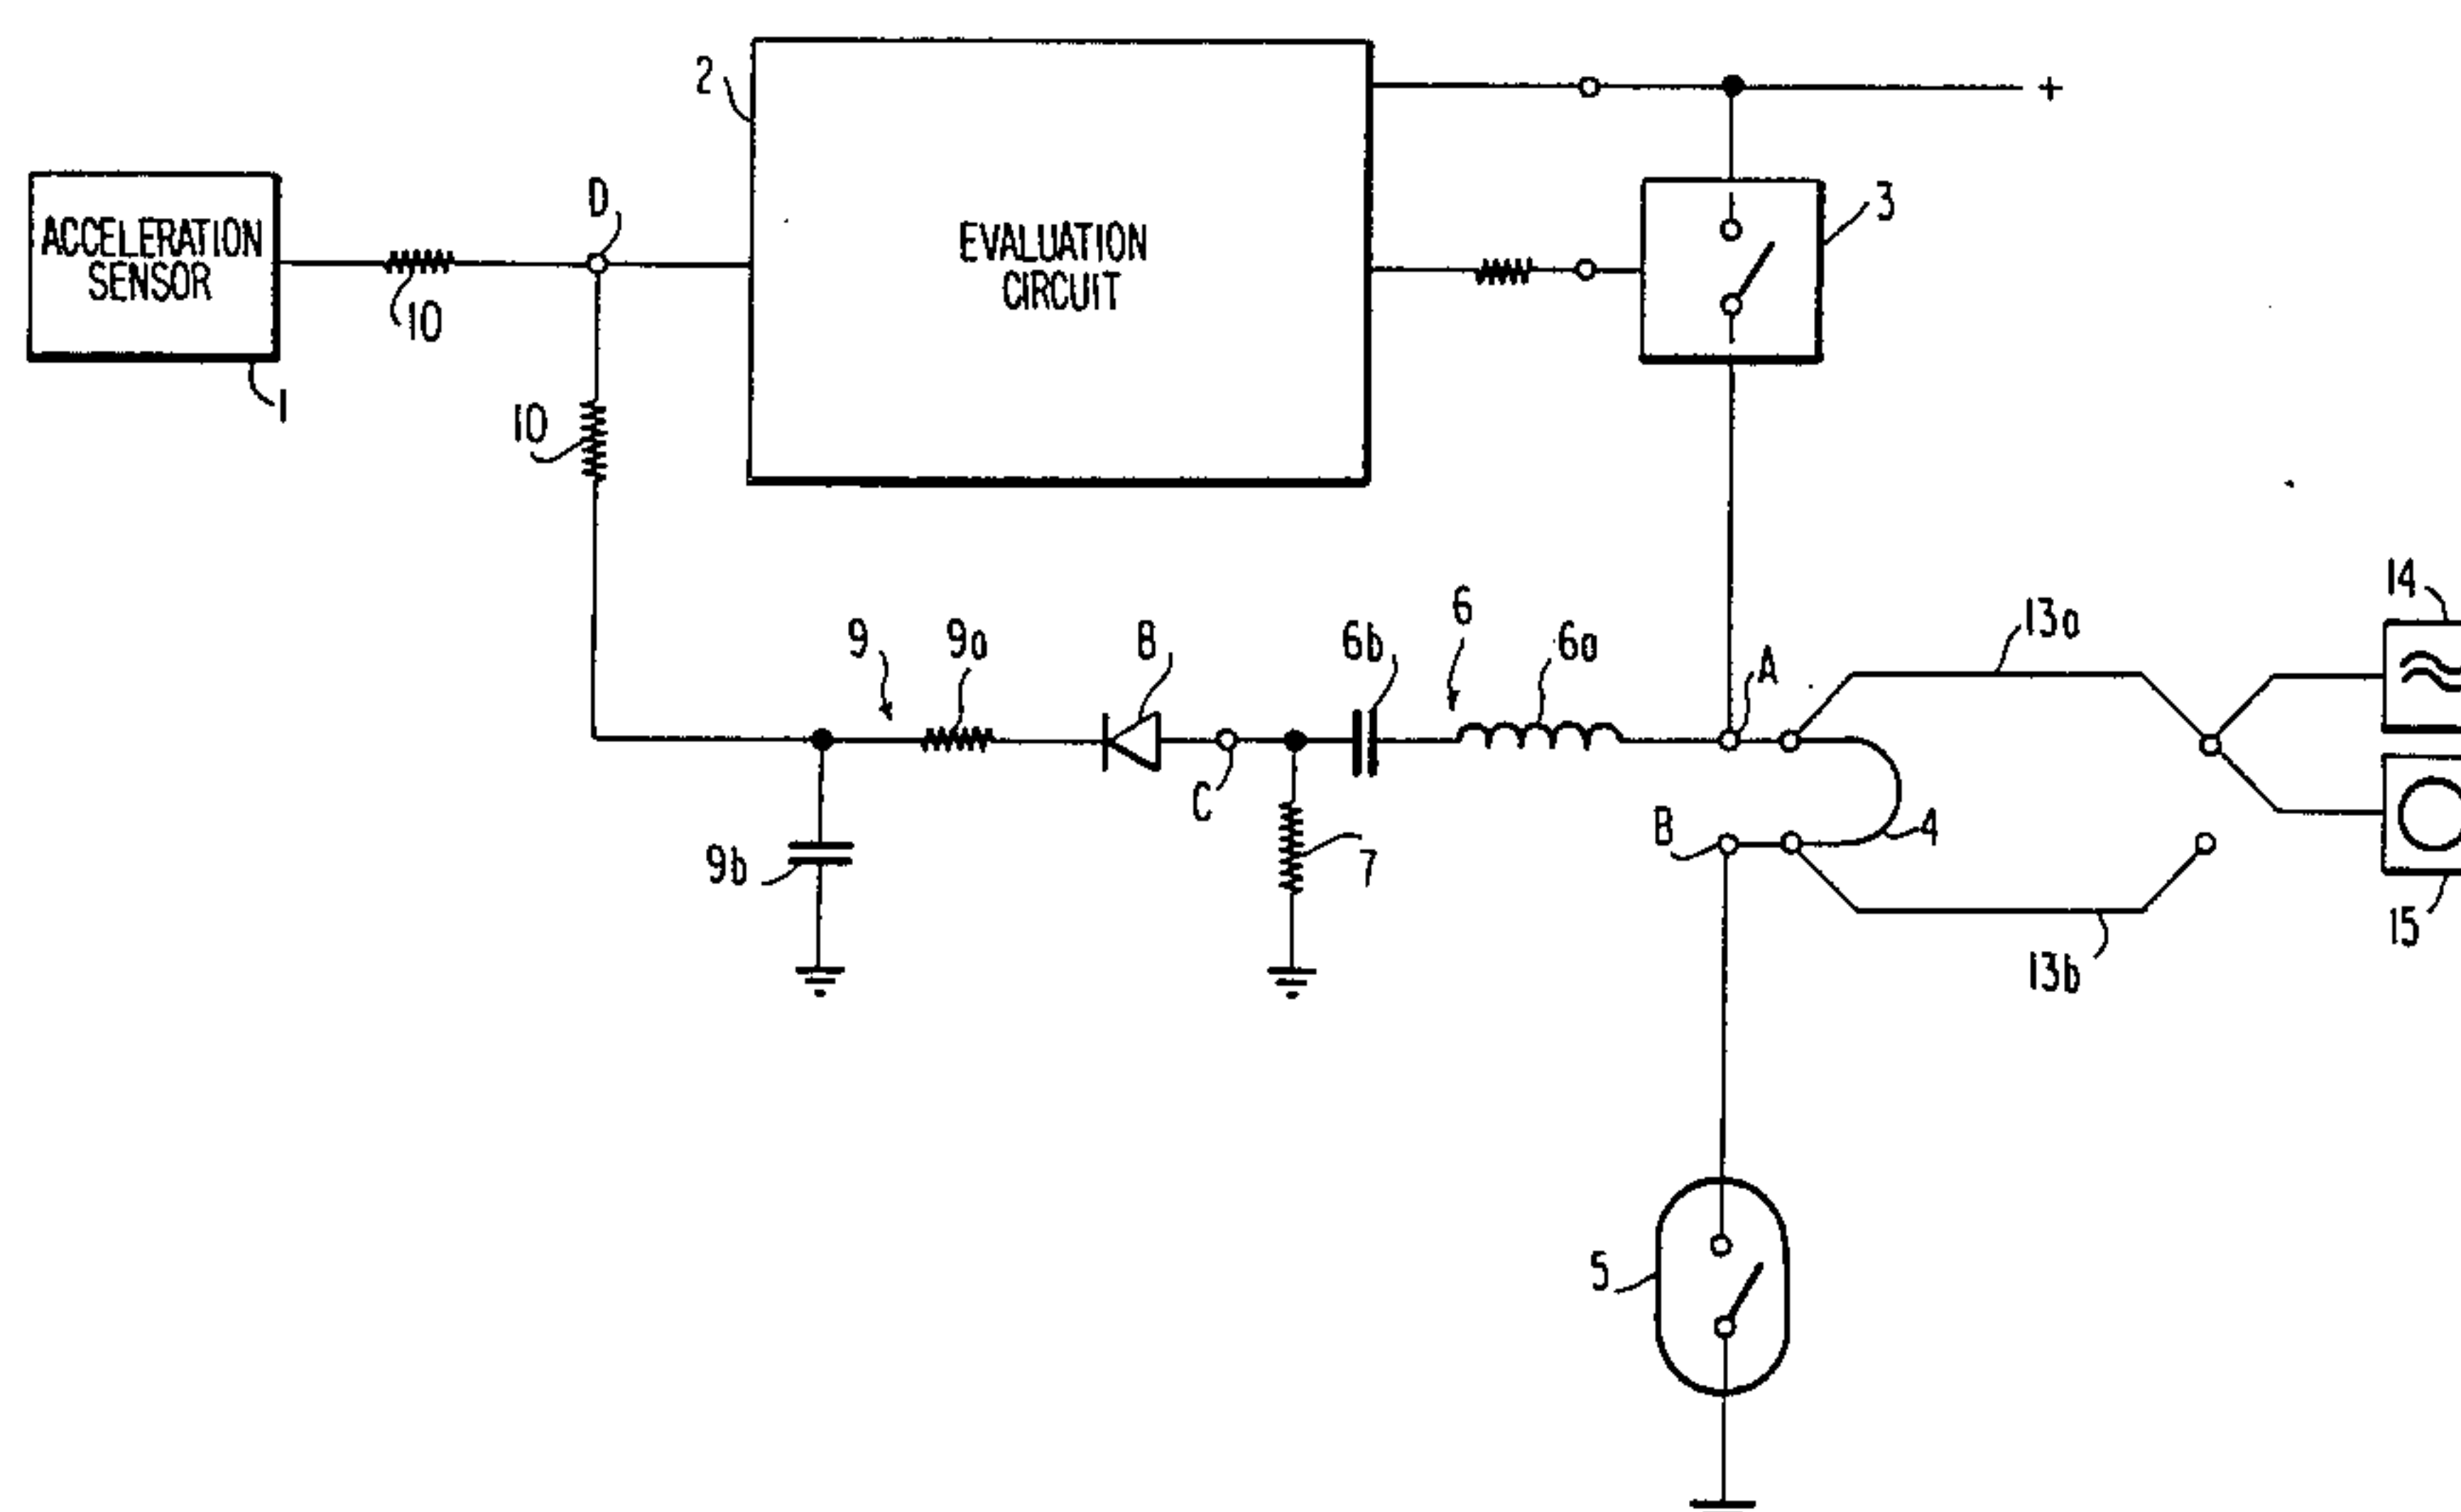 2
+
ACCELERATION
SENSOR
D
EVALUATION
CIRCUIT
3
10
1
10
14
9
9a
8
6b
6
6a
A
13a
C
B
4
9b
7
15
13b
5